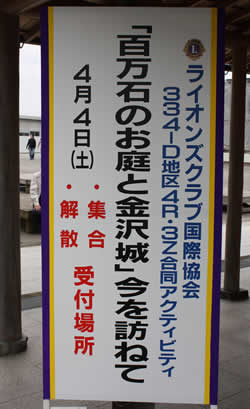 ライオンズクラブ国際協会
334-D地区4R・3Z合同アクティビティ
「百万石のお庭と金沢城」今を訪ねて
4月4日(土)
・集合
・解散
受付場所